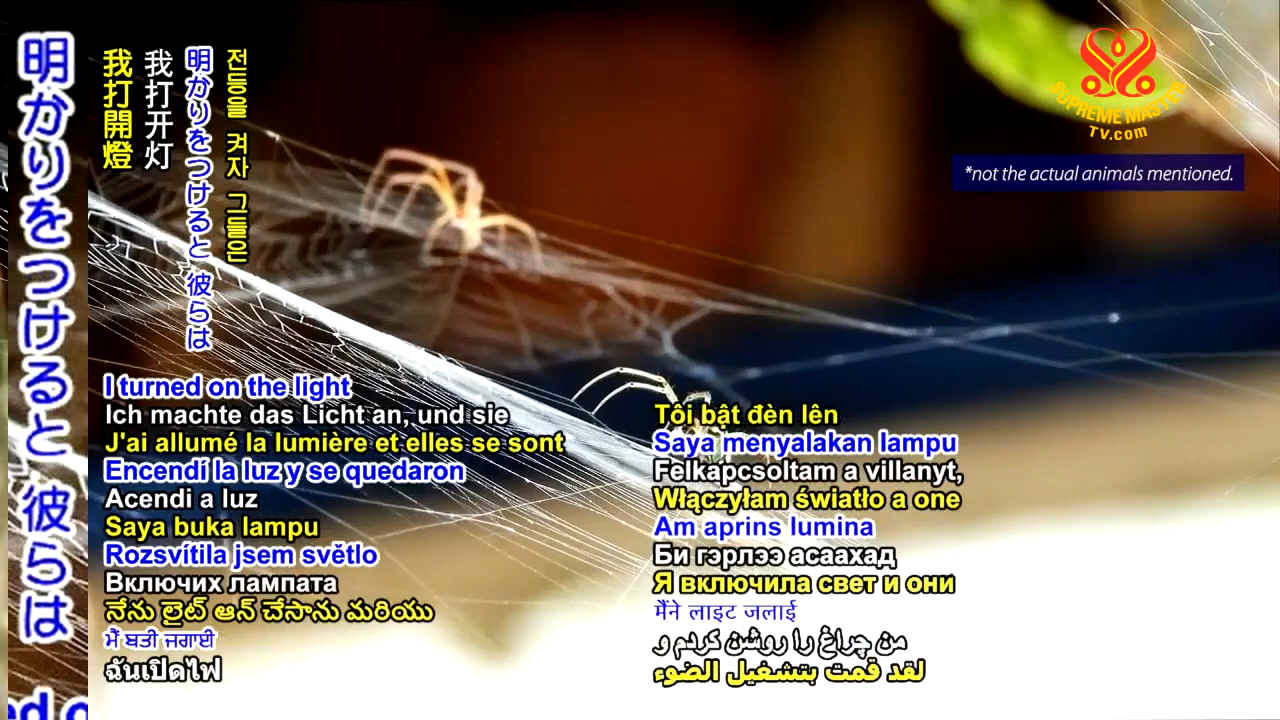 明かりをつけると 彼らは
我打開燈
我打开灯
明かりをつけると 彼らは
전등을 켜자 그들은
SUPREME MASTER
TV.com
*not the actual animals mentioned.
I turned on the light
Ich machte das Licht an, und sie
J'ai allumé la lumière et elles se sont
Encendí la luz y se quedaron
Acendi a luz
Saya buka lampu
Rozsvítila jsem světlo
Включих лампата
నేను లైట్ ఆన్ చేసాను మరియు
ਮੈਂ ਬਤੀ ਜਗਾਈ
ฉันเปิดไฟ
Tôi bật đèn lên
Saya menyalakan lampu
Felkapcsoltam a villanyt,
Włączyłam światło a one
Am aprins lumina
Би гэрлээ асаахад
Я включила свет и они
मैंने लाइट जलाई
من چراغ را روشن کردم و
لقد قمت بتشغيل الضوء